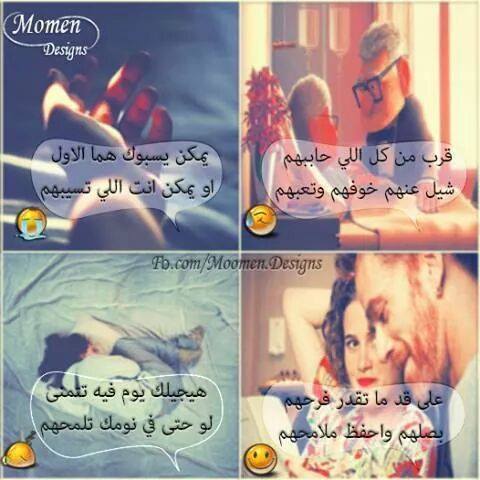 Momen
Designs
قرب من كل اللي حاببهم
شيل عنهم خوفهم وتعبهم
يمكن يسبوك هما الاول
او يمكن انت اللي تسيبهم
Fb.com/Moomen.Designs
على قد ما تقدر فرحهم
بصلهم واحفظ ملامحهم
هيجيلك يوم فيه تتمنى
لو حتى في نومك تلمحهم